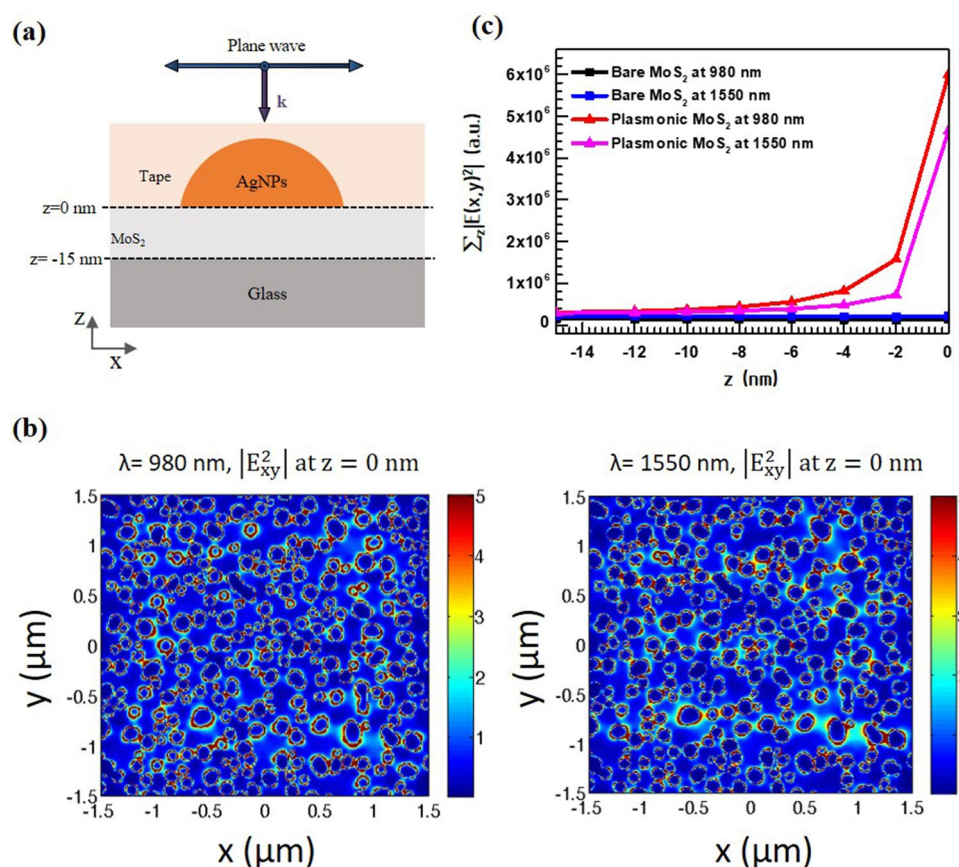 (a)
Plane wave
k
Tape
AgNPs
z=0 nm
MoS₂
z= -15 nm
Glass
Z
X
(c)
6x10⁶
5x10⁶
4x10⁶
3x10⁶
2x10⁶
1x10⁶
0
∑z|E(x,y)²| (a.u.)
Bare MoS₂ at 980 nm
Bare MoS₂ at 1550 nm
Plasmonic MoS₂ at 980 nm
Plasmonic MoS₂ at 1550 nm
-14 -12 -10 -8 -6 -4 -2 0
z (nm)
(b)
λ= 980 nm, |E²xy| at z = 0 nm
1.5
1
0.5
0
-0.5
-1
-1.5
y (μm)
-1.5 -1 -0.5 0 0.5 1 1.5
x (μm)
5
4
3
2
1
λ= 1550 nm, |E²xy| at z = 0 nm
1.5
1
0.5
0
-0.5
-1
-1.5
y (μm)
-1.5 -1 -0.5 0 0.5 1 1.5
x (μm)